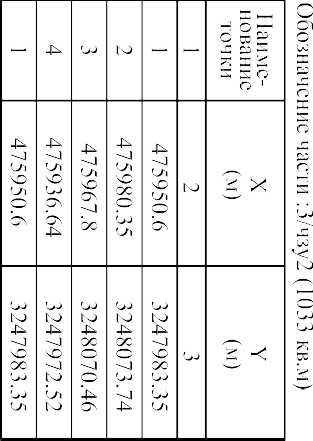 Обозначение части :3/чзу2 (1033 кв.м)
Наиме-
нование
точки
X
(м)
Y
(м)
1 2 3
1 475950.6 3247983.35
2 475980.35 3248073.74
3 475967.8 3248070.46
4 475936.64 3247972.52
1 475950.6 3247983.35